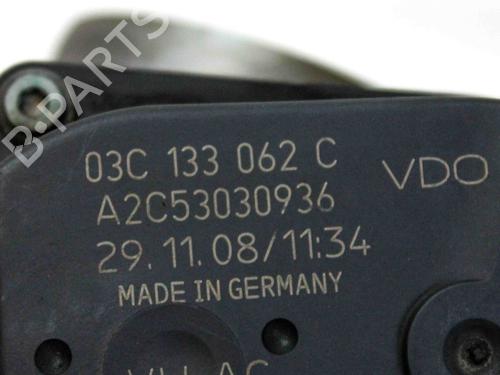 B-PARTS
03C 133 062 C
VDO
A2C53030936
29.11.08/11:34
MADE IN GERMANY